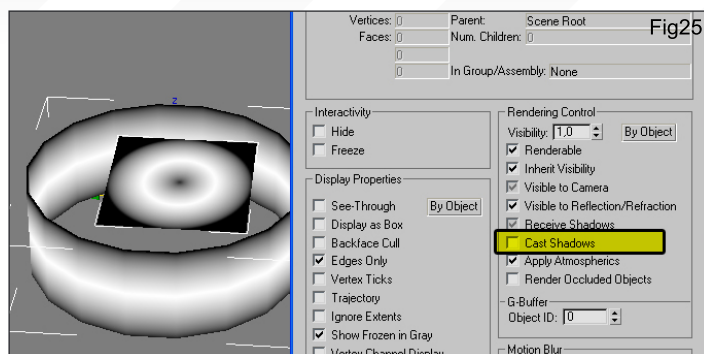 Fig25
Vertices: 0 Parent: Scene Root
Faces: 0 Num. Children: 0
0
0 In Group/Assembly: None
Interactivity
Hide
Freeze
Display Properties
See-Through By Object
Display as Box
Backface Cull
Edges Only
Vertex Ticks
Trajectory
Ignore Extents
Show Frozen in Gray
Vertex Channel Display
Rendering Control
Visibility: 1,0 By Object
Renderable
Inherit Visibility
Visible to Camera
Visible to Reflection/Refraction
Receive Shadows
Cast Shadows
Apply Atmospherics
Render Occluded Objects
G-Buffer
Object ID: 0
Motion Blur
z